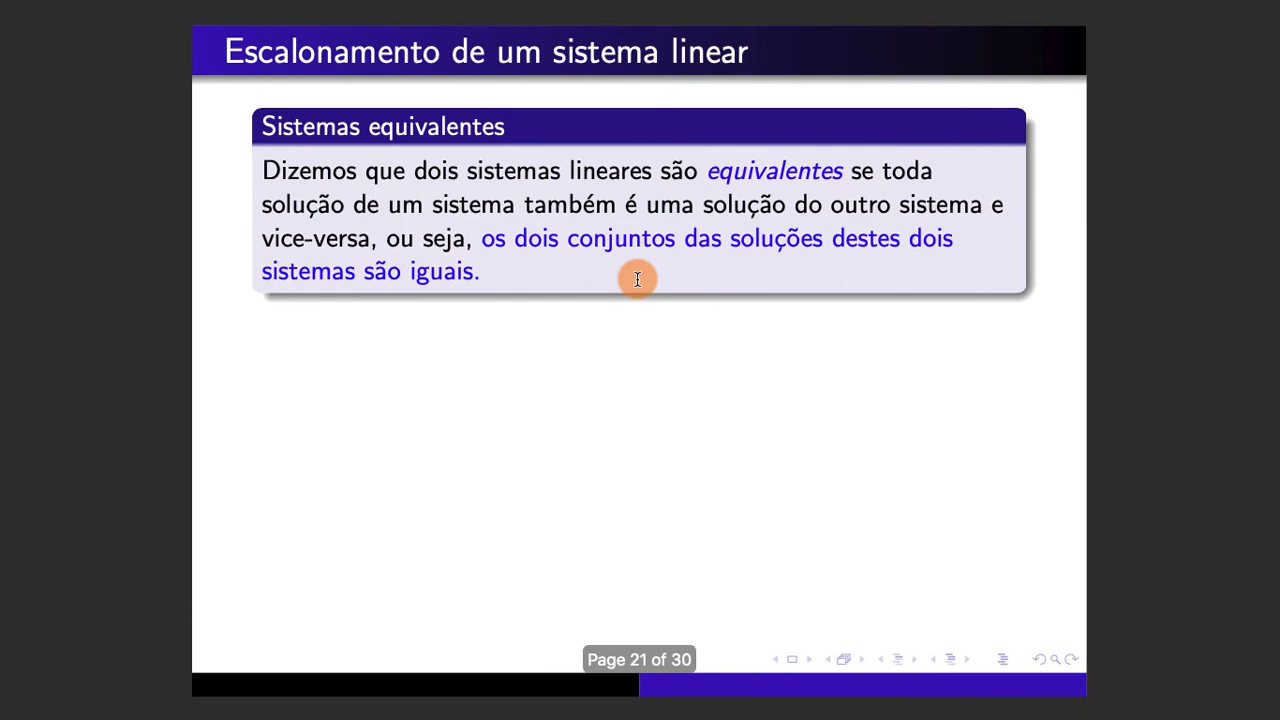 Escalonamento de um sistema linear
Sistemas equivalentes
Dizemos que dois sistemas lineares são equivalentes se toda
solução de um sistema também é uma solução do outro sistema e
vice-versa, ou seja, os dois conjuntos das soluções destes dois
sistemas são iguais.
Page 21 of 30